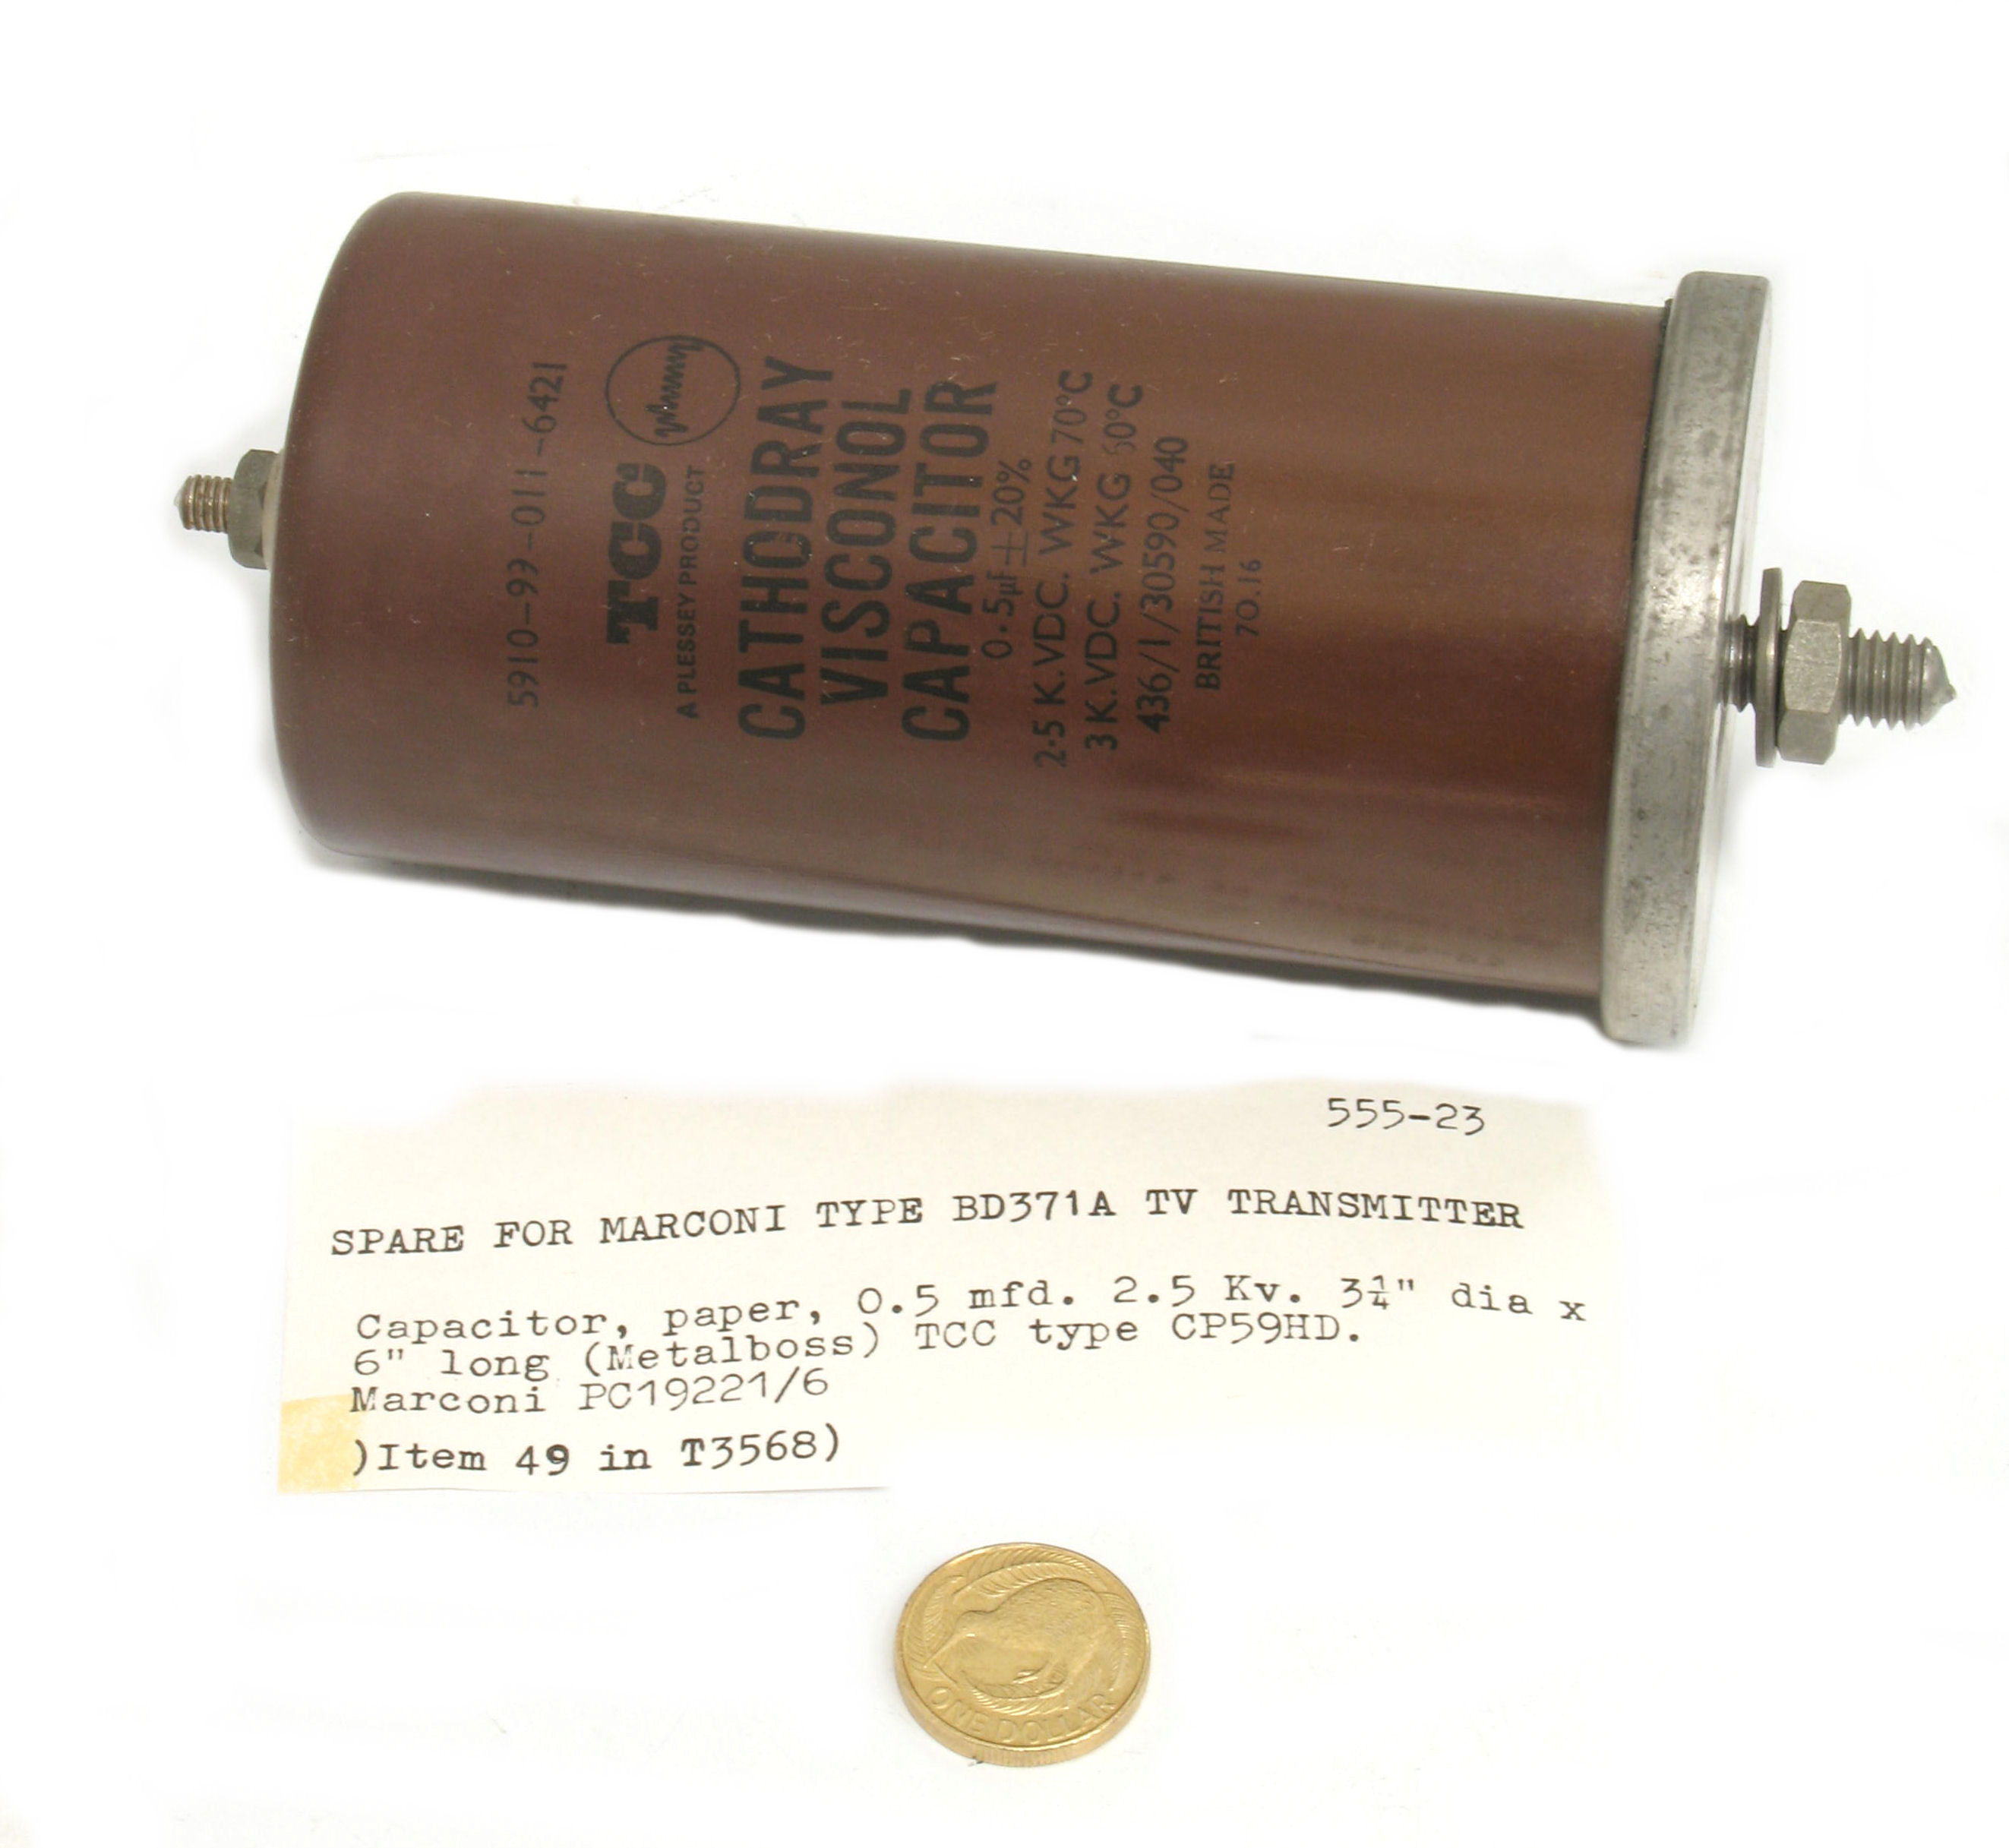 5910-99-011-6421
TCC
A PLESSEY PRODUCT
CATHODRAY
VISCONOL
CAPACITOR
0·5µF±20%
2·5 K.VDC. WKG 70°C
3 K.VDC. WKG 60°C
436/1/30590/040
BRITISH MADE
70.16
555-23
SPARE FOR MARCONI TYPE BD371A TV TRANSMITTER
Capacitor, paper, 0.5 mfd. 2.5 Kv. 3¼" dia x
6" long (Metalboss) TCC type CP59HD.
Marconi PC19221/6
)Item 49 in T3568)
ONE DOLLAR